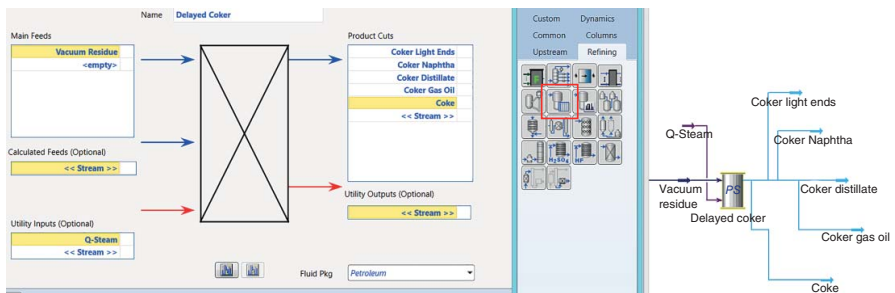 Name Delayed Coker
Main Feeds
Vacuum Residue
<empty>
Calculated Feeds (Optional)
<< Stream >>
Utility Inputs (Optional)
Q-Steam
<< Stream >>
Product Cuts
Coker Light Ends
Coker Naphtha
Coker Distillate
Coker Gas Oil
Coke
<< Stream >>
Utility Outputs (Optional)
<< Stream >>
Fluid Pkg Petroleum
Custom Dynamics
Common Columns
Upstream Refining
H2SO4 HF
Q-Steam
Vacuum
residue
PS
Delayed coker
Coker light ends
Coker Naphtha
Coker distillate
Coker gas oil
Coke